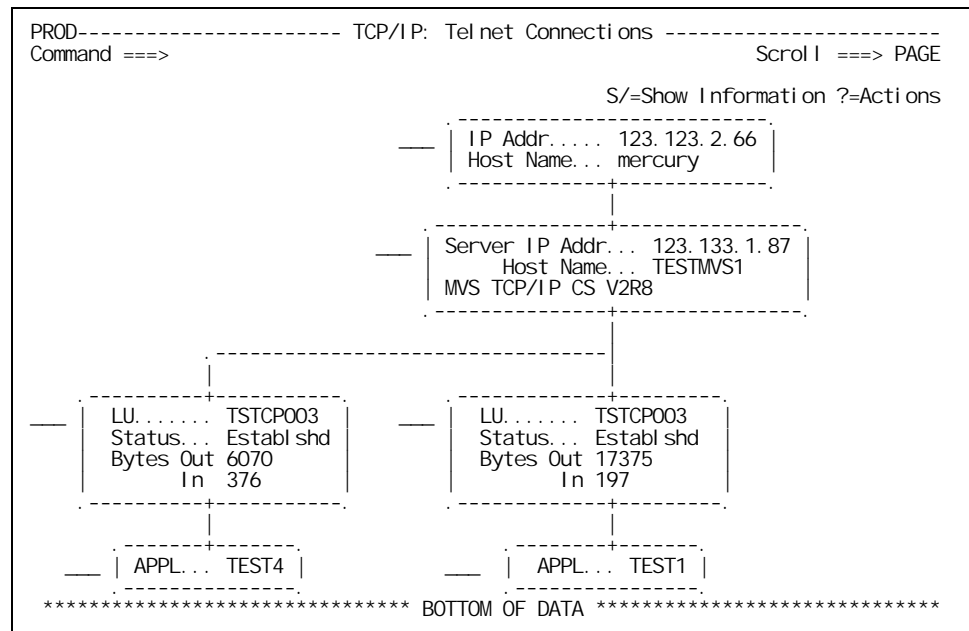 PROD----------------------- TCP/IP: Telnet Connections ------------------------
Command ===> Scroll ===> PAGE
S/=Show Information ?=Actions
___ | IP Addr..... 123.123.2.66 |
| Host Name... mercury |
___ | Server IP Addr... 123.133.1.87 |
| Host Name... TESTMVS1 |
| MVS TCP/IP CS V2R8 |
___ | LU....... TSTCP003 | ___ | LU....... TSTCP003 |
| Status... Establshd | | Status... Establshd |
| Bytes Out 6070 | | Bytes Out 17375 |
| In 376 | | In 197 |
___ | APPL... TEST4 | ___ | APPL... TEST1 |
******************************** BOTTOM OF DATA ******************************